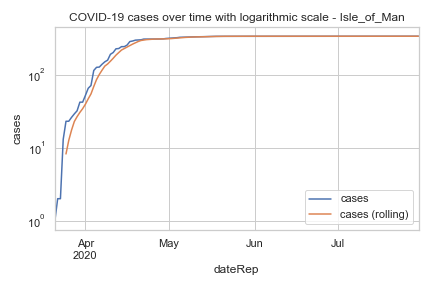 COVID-19 cases over time with logarithmic scale - Isle_of_Man
cases
10²
10¹
10⁰
cases
cases (rolling)
Apr
2020
May
Jun
Jul
dateRep